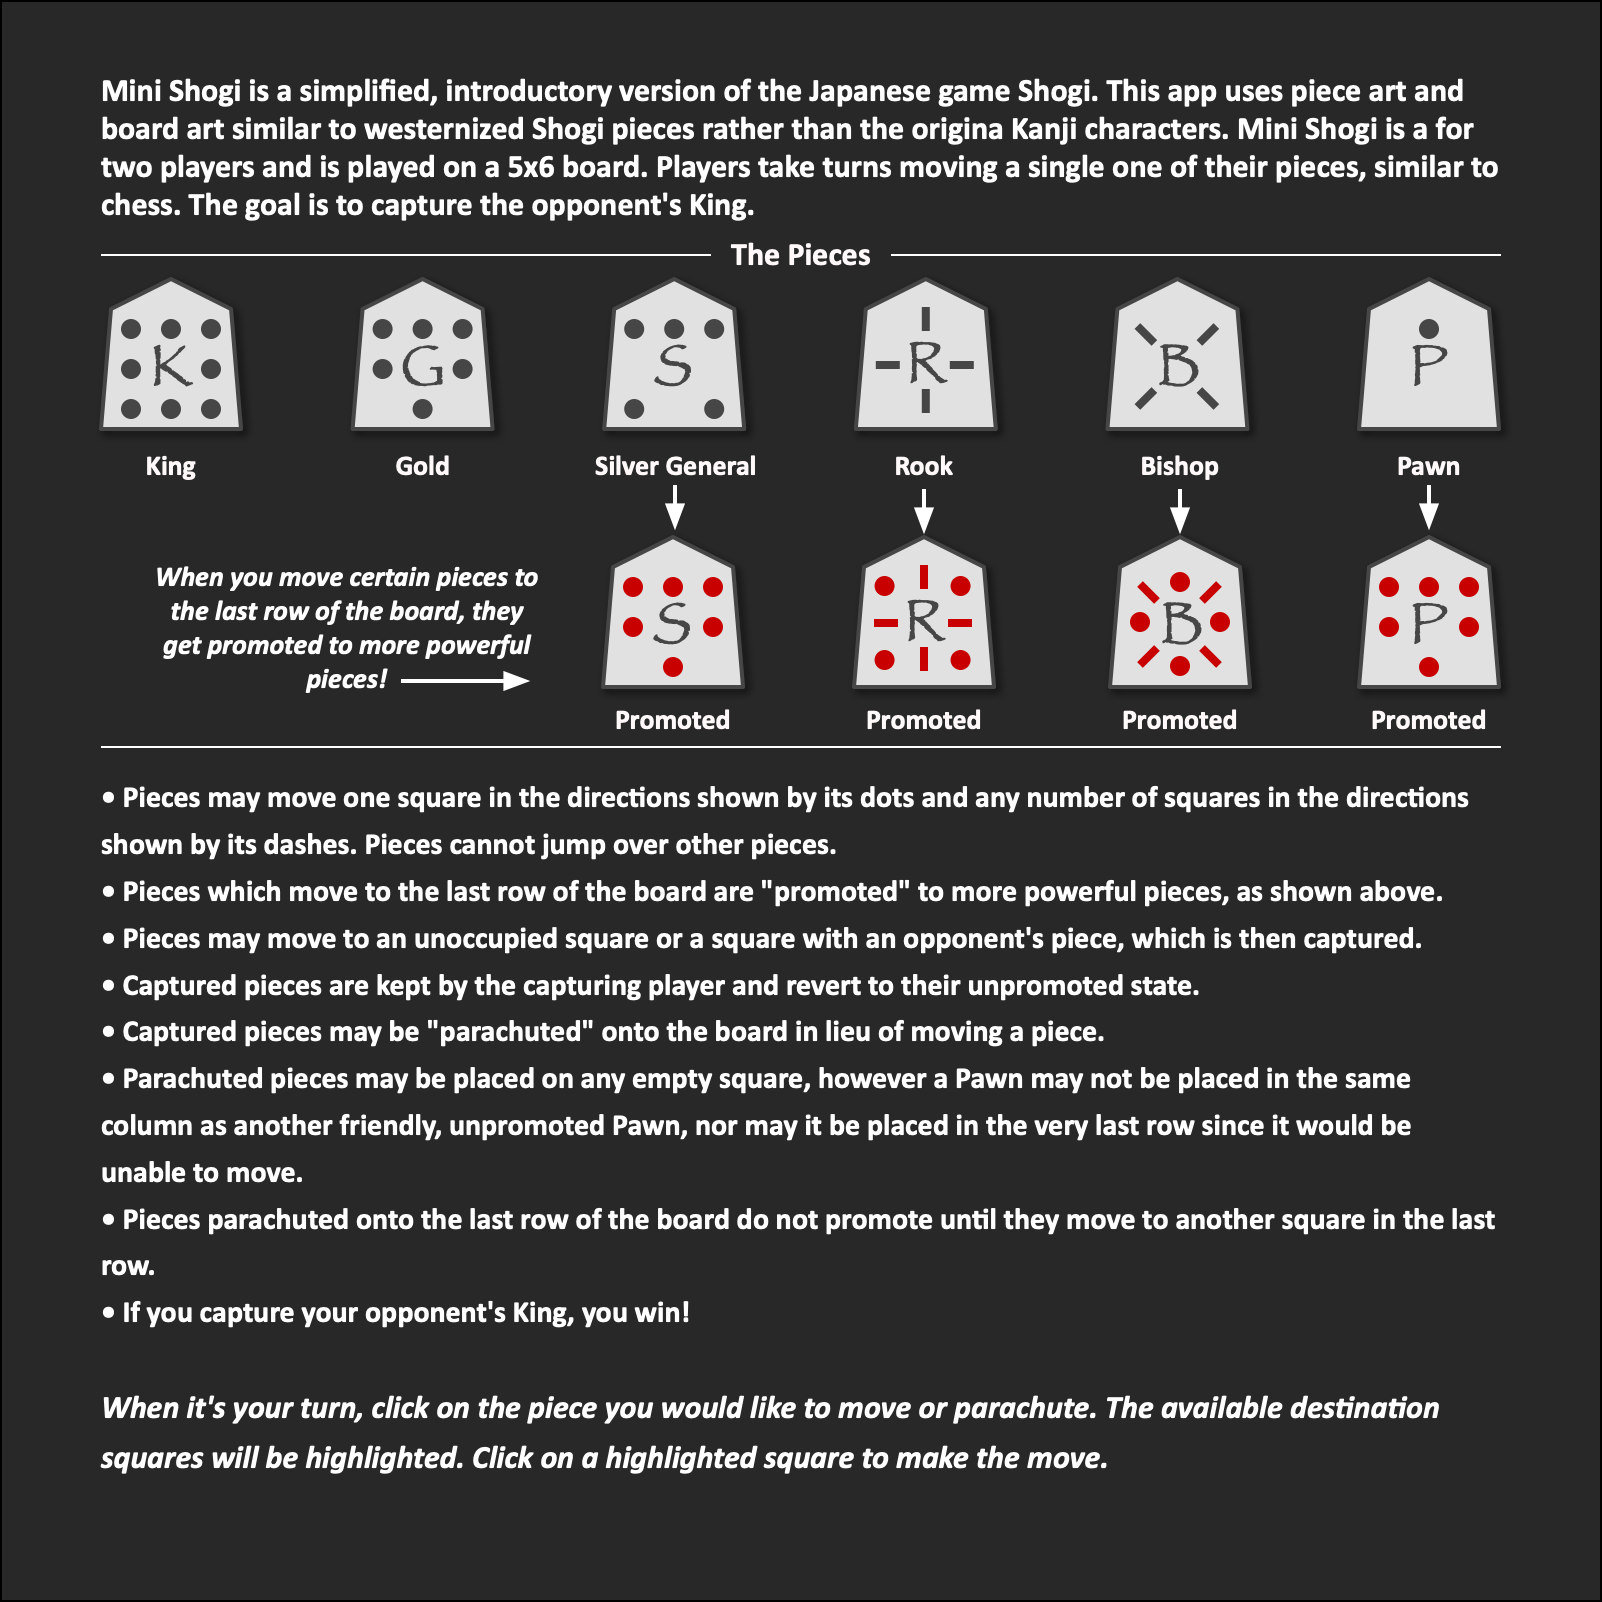 Mini Shogi is a simplified, introductory version of the Japanese game Shogi. This app uses piece art and
board art similar to westernized Shogi pieces rather than the origina Kanji characters. Mini Shogi is a for
two players and is played on a 5x6 board. Players take turns moving a single one of their pieces, similar to
chess. The goal is to capture the opponent's King.
The Pieces
K G S R B P
King Gold Silver General Rook Bishop Pawn
When you move certain pieces to
the last row of the board, they
get promoted to more powerful
pieces!
S R B P
Promoted Promoted Promoted Promoted
• Pieces may move one square in the directions shown by its dots and any number of squares in the directions
shown by its dashes. Pieces cannot jump over other pieces.
• Pieces which move to the last row of the board are "promoted" to more powerful pieces, as shown above.
• Pieces may move to an unoccupied square or a square with an opponent's piece, which is then captured.
• Captured pieces are kept by the capturing player and revert to their unpromoted state.
• Captured pieces may be "parachuted" onto the board in lieu of moving a piece.
• Parachuted pieces may be placed on any empty square, however a Pawn may not be placed in the same
column as another friendly, unpromoted Pawn, nor may it be placed in the very last row since it would be
unable to move.
• Pieces parachuted onto the last row of the board do not promote until they move to another square in the last
row.
• If you capture your opponent's King, you win!
When it's your turn, click on the piece you would like to move or parachute. The available destination
squares will be highlighted. Click on a highlighted square to make the move.